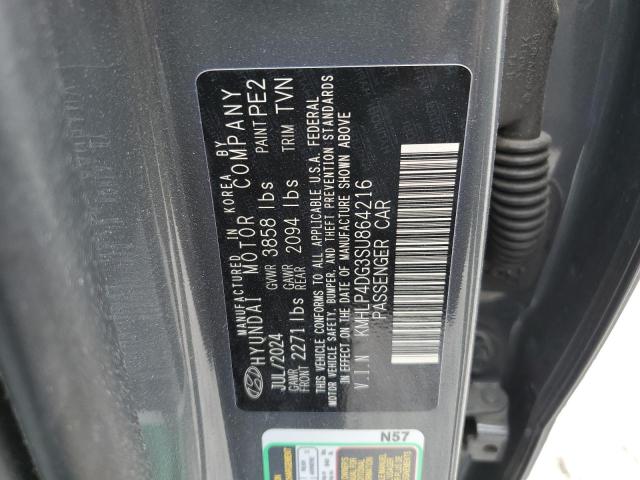 MANUFACTURED IN KOREA BY
HYUNDAI MOTOR COMPANY
JUL/2024 GVWR 3858 lbs PAINT PE2
GAWR FRONT 2271 lbs GAWR REAR 2094 lbs TRIM TVN
THIS VEHICLE CONFORMS TO ALL APPLICABLE U.S.A. FEDERAL
MOTOR VEHICLE SAFETY, BUMPER, AND THEFT PREVENTION STANDARDS
IN EFFECT ON THE DATE OF MANUFACTURE SHOWN ABOVE
V.I.N KMHLP4DG3SU864216
PASSENGER CAR
N57